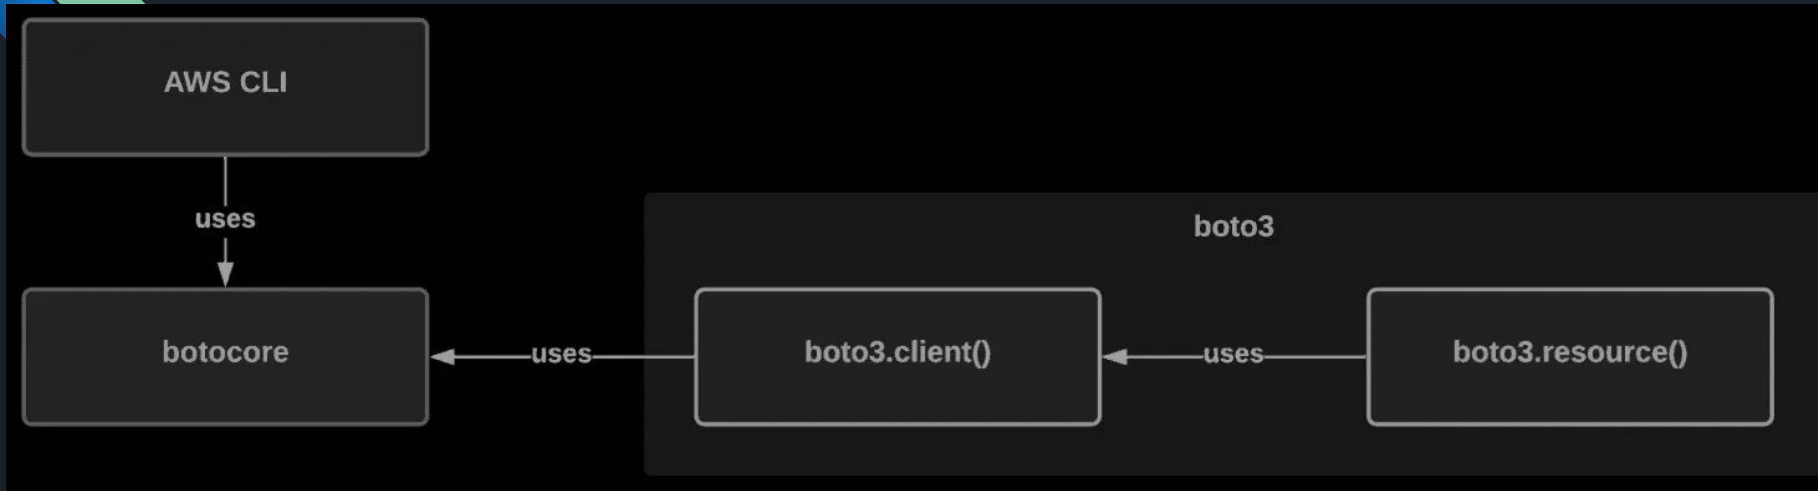 AWS CLI
uses
boto3
botocore
uses
boto3.client()
uses
boto3.resource()